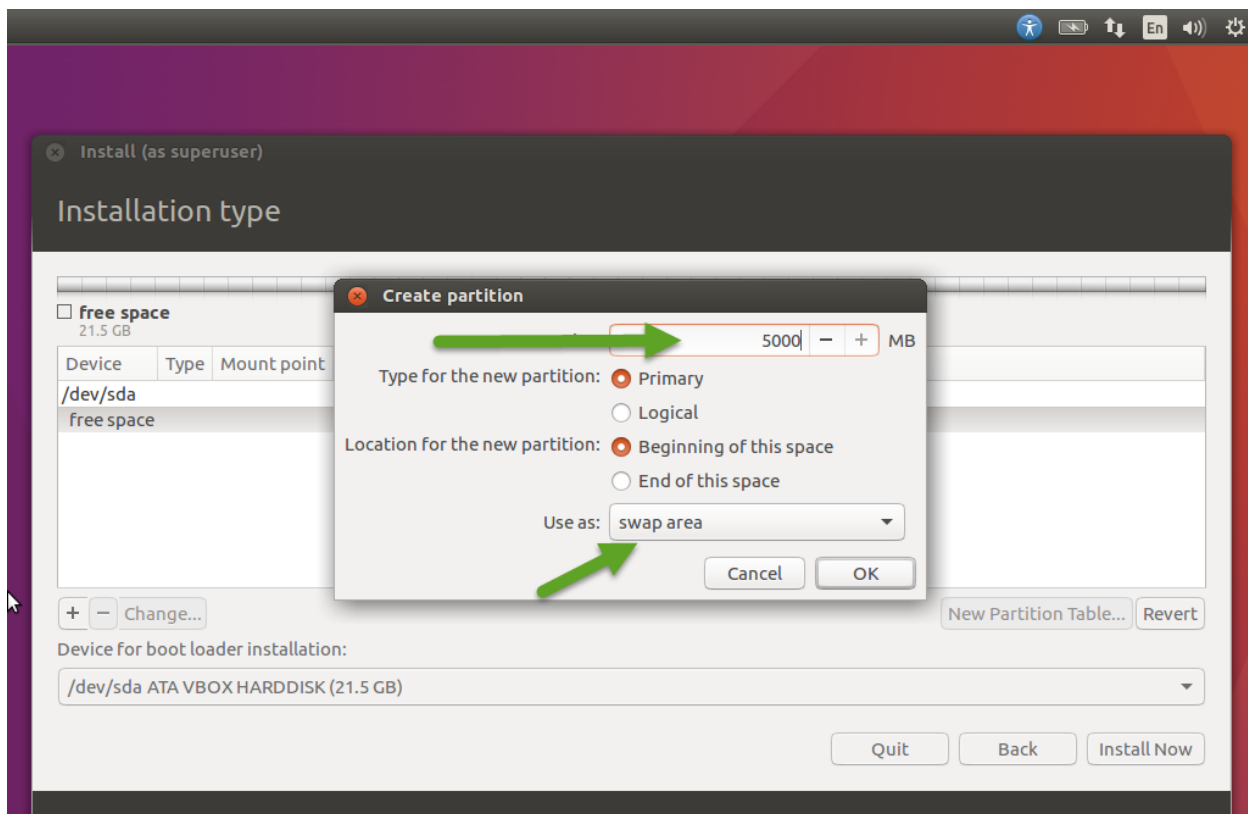 En
Install (as superuser)
Installation type
free space
21.5 GB
Device Type Mount point
/dev/sda
free space
Create partition
5000 MB
Type for the new partition: Primary
Logical
Location for the new partition: Beginning of this space
End of this space
Use as: swap area
Cancel OK
+ − Change... New Partition Table... Revert
Device for boot loader installation:
/dev/sda ATA VBOX HARDDISK (21.5 GB)
Quit Back Install Now